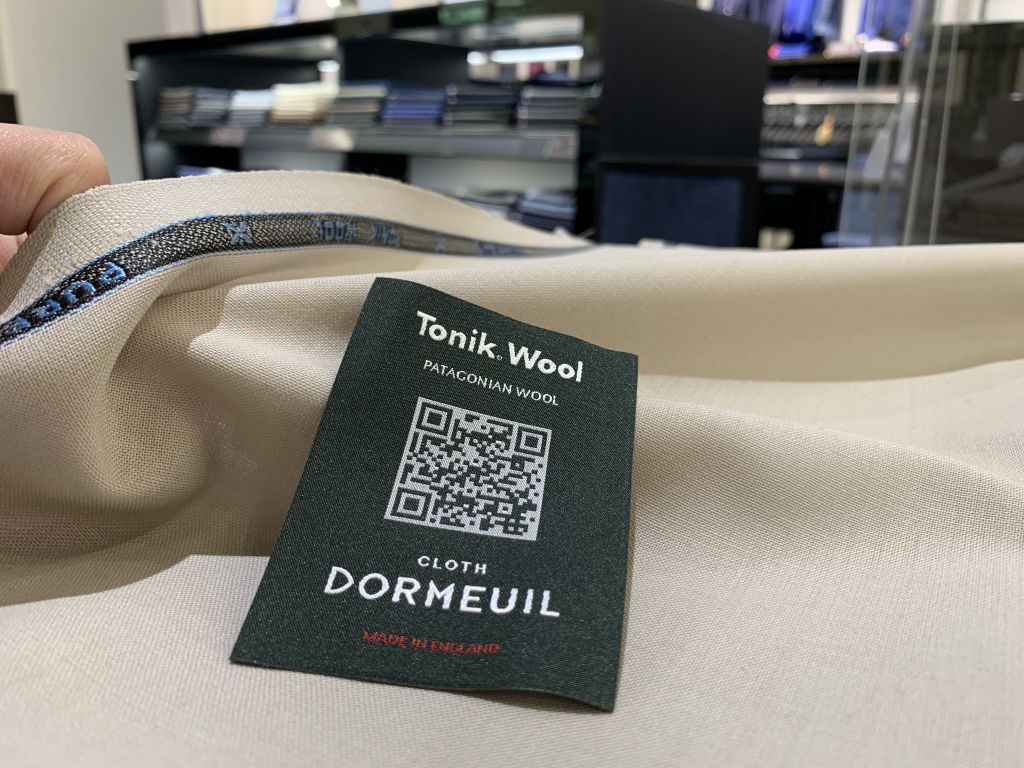 Tonik® Wool
PATAGONIAN WOOL
CLOTH
DORMEUIL
MADE IN ENGLAND